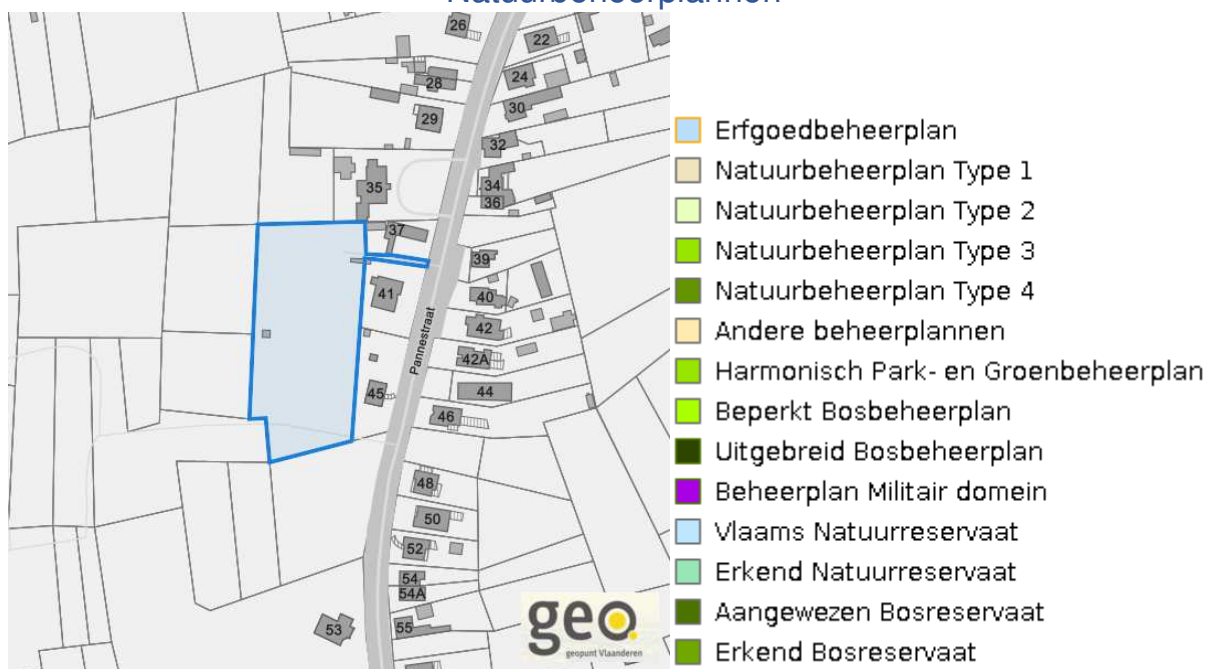 Natuurbeheerplannen
26
22
28
24
30
29
32
35
34
36
37
39
41
40
42
Pannestraat
42A
44
45
46
48
50
52
54
54A
53
55
geo.
geopunt Vlaanderen
Erfgoedbeheerplan
Natuurbeheerplan Type 1
Natuurbeheerplan Type 2
Natuurbeheerplan Type 3
Natuurbeheerplan Type 4
Andere beheerplannen
Harmonisch Park- en Groenbeheerplan
Beperkt Bosbeheerplan
Uitgebreid Bosbeheerplan
Beheerplan Militair domein
Vlaams Natuurreservaat
Erkend Natuurreservaat
Aangewezen Bosreservaat
Erkend Bosreservaat